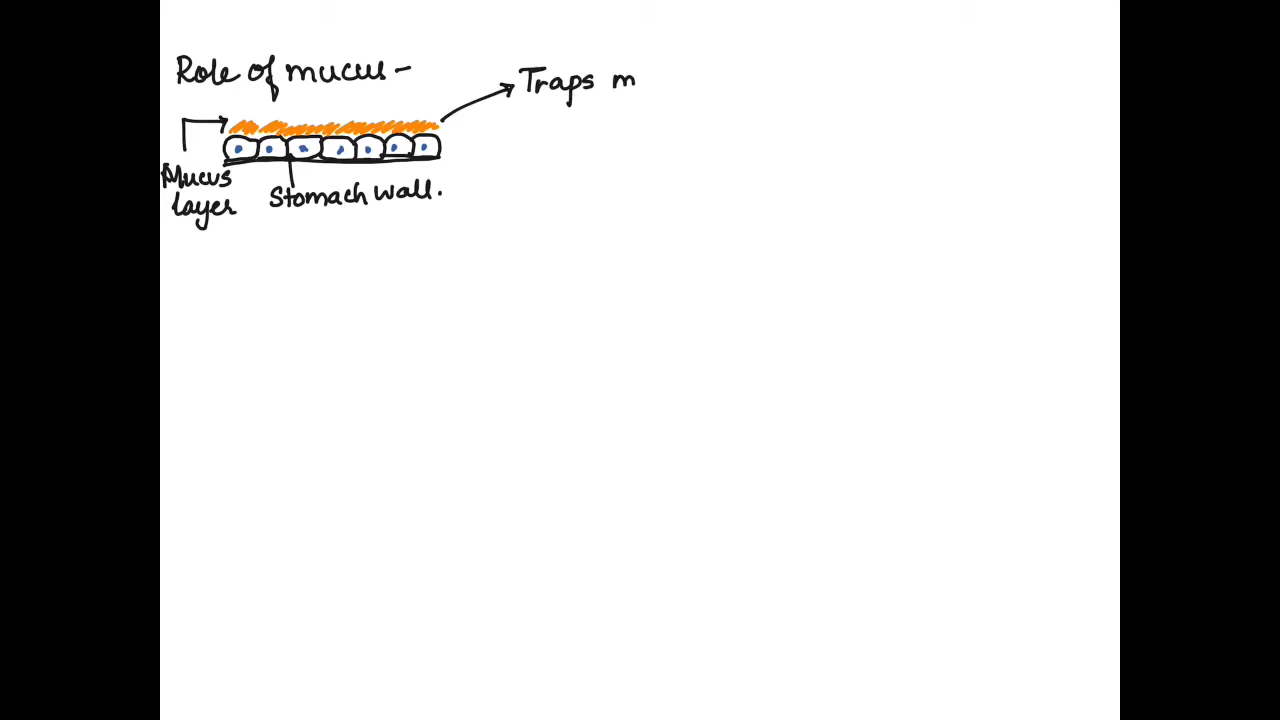 Role of mucus -
Traps m
Mucus
layer
Stomach wall.